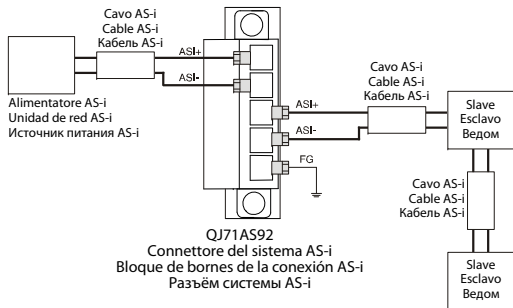 Cavo AS-i
Cable AS-i
Кабель AS-i
ASI+
ASI-
Alimentatore AS-i
Unidad de red AS-i
Источник питания AS-i
ASI+
ASI-
FG
Cavo AS-i
Cable AS-i
Кабель AS-i
Slave
Esclavo
Ведом
Cavo AS-i
Cable AS-i
Кабель AS-i
Slave
Esclavo
Ведом
QJ71AS92
Connettore del sistema AS-i
Bloque de bornes de la conexión AS-i
Разъём системы AS-i